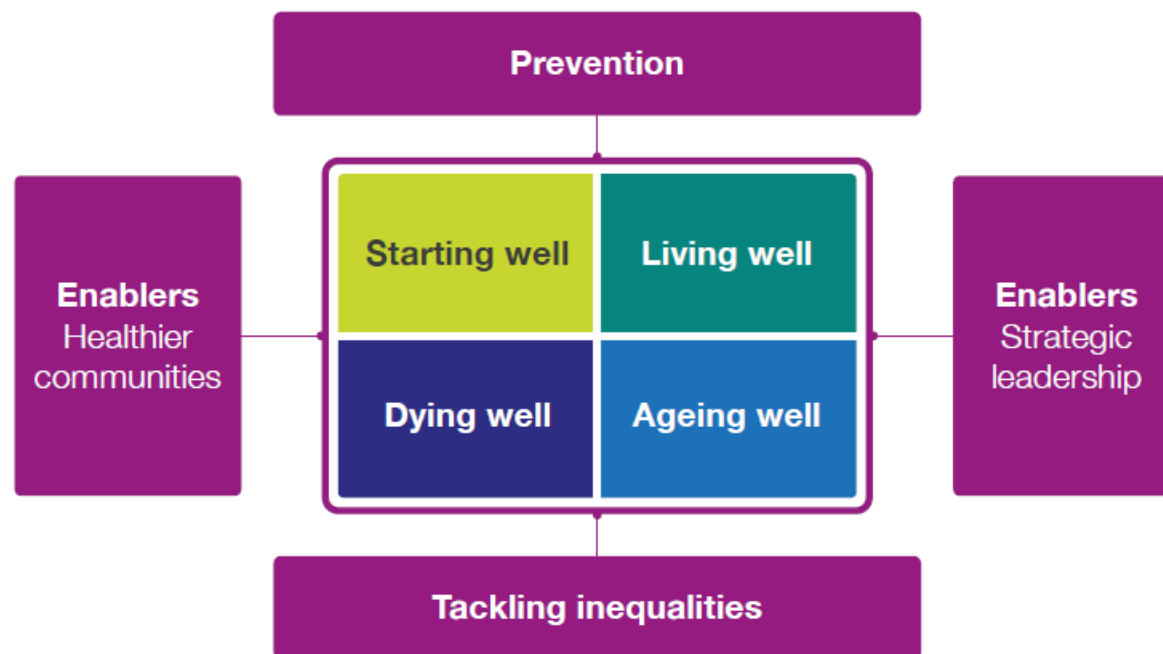 Prevention
Starting well
Living well
Enablers
Healthier
communities
Enablers
Strategic
leadership
Dying well
Ageing well
Tackling inequalities